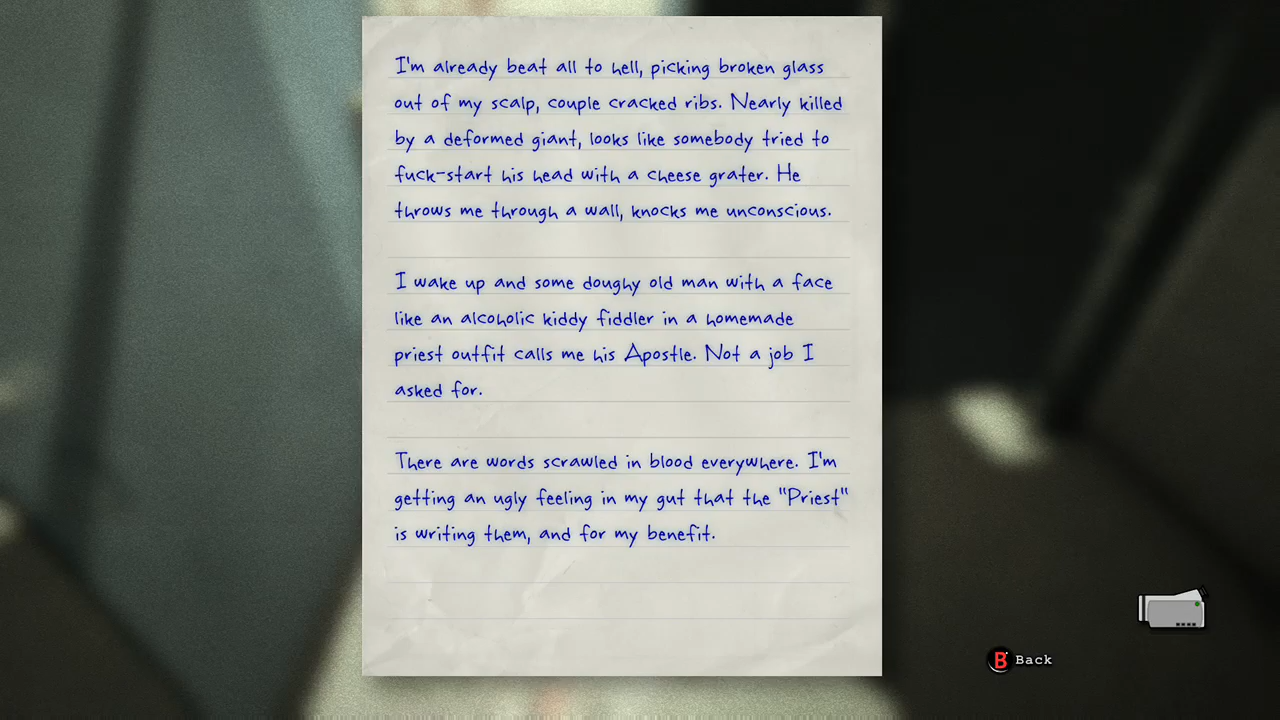 I'm already beat all to hell, picking broken glass
out of my scalp, couple cracked ribs. Nearly killed
by a deformed giant, looks like somebody tried to
fuck-start his head with a cheese grater. He
throws me through a wall, knocks me unconscious.
I wake up and some doughy old man with a face
like an alcoholic kiddy fiddler in a homemade
priest outfit calls me his Apostle. Not a job I
asked for.
There are words scrawled in blood everywhere. I'm
getting an ugly feeling in my gut that the "Priest"
is writing them, and for my benefit.
B Back